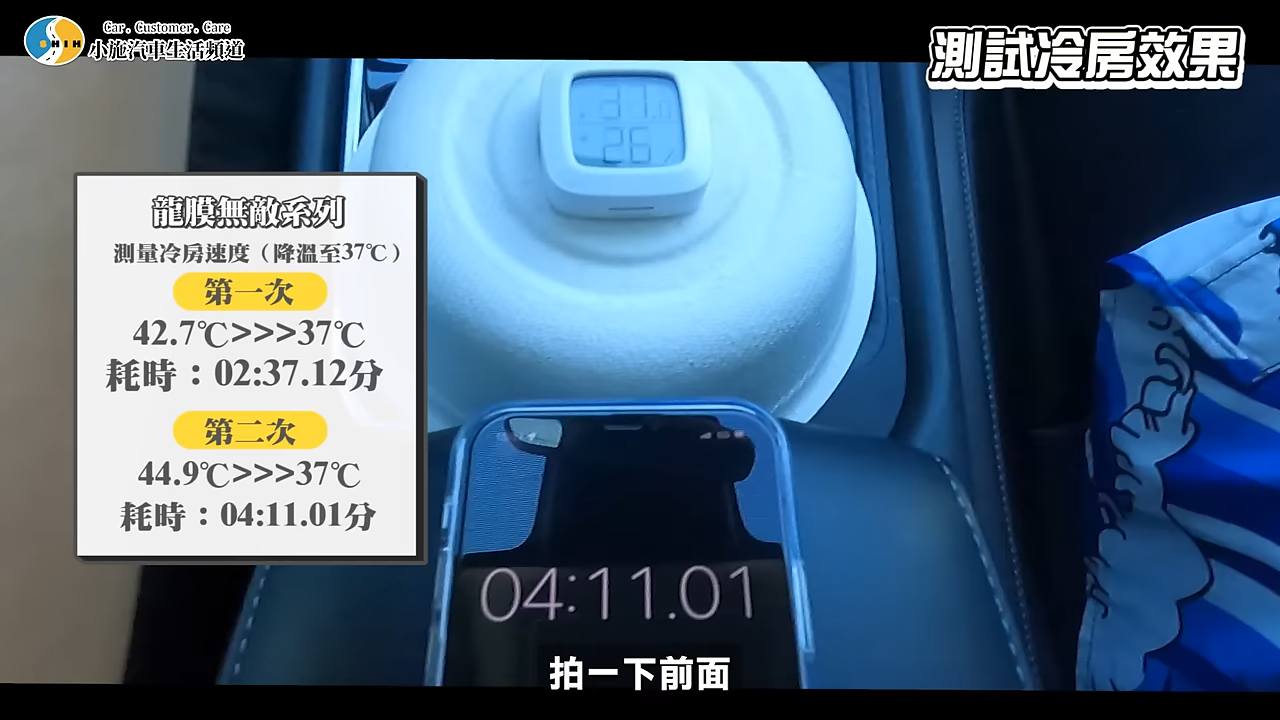 Car. Customer. Care
SHIH
小施汽車生活頻道
測試冷房效果
龍膜無敵系列
測量冷房速度（降溫至37℃）
第一次
42.7℃>>>37℃
耗時：02:37.12分
第二次
44.9℃>>>37℃
耗時：04:11.01分
26
04:11.01
拍一下前面